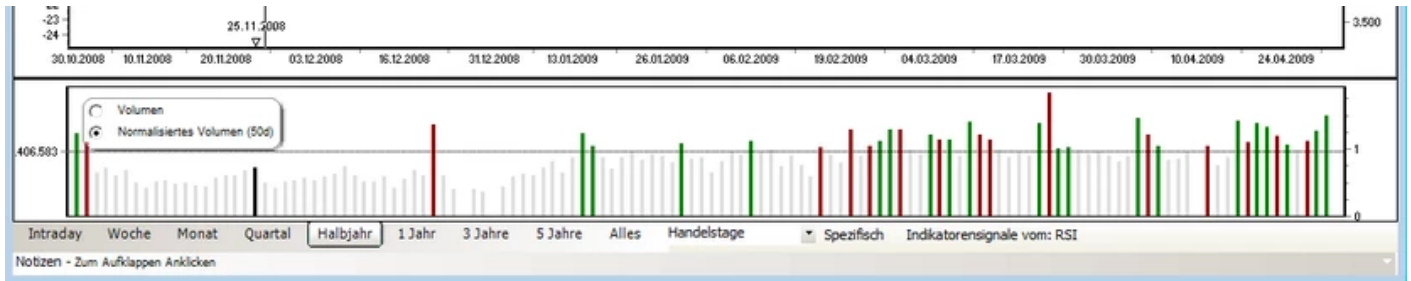 -23
25.11.2008
3.500
-24
30.10.2008 10.11.2008 20.11.2008 03.12.2008 16.12.2008 31.12.2008 13.01.2009 26.01.2009 06.02.2009 19.02.2009 04.03.2009 17.03.2009 30.03.2009 10.04.2009 24.04.2009
Volumen
Normalisiertes Volumen (50d)
.406.583
1
0
Intraday Woche Monat Quartal Halbjahr 1 Jahr 3 Jahre 5 Jahre Alles Handelstage Spezifisch Indikatorensignale vom: RSI
Notizen - Zum Aufklappen Anklicken